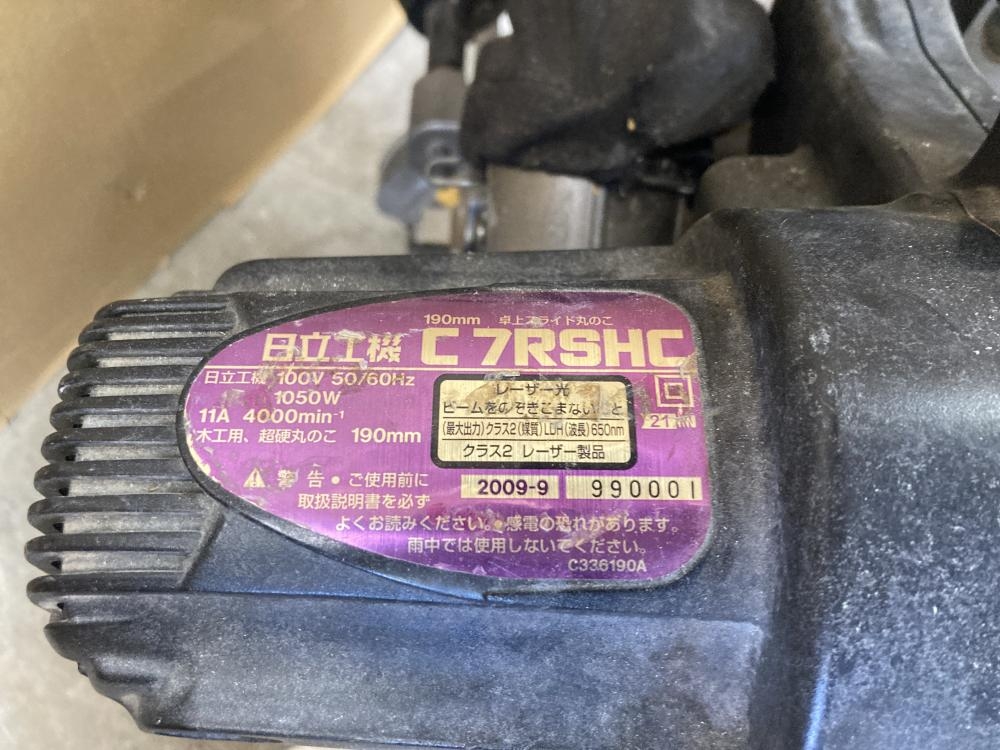 190mm 卓上スライド丸のこ
日立工機 C 7RSHC
日立工機 100V 50/60Hz
1050W
11A 4000min⁻¹
木工用、超硬丸のこ 190mm
レーザー光
ビームをのぞきこまないこと
(最大出力)クラス2(媒質)LDH(波長)650nm
クラス2 レーザー製品
21
警告・ご使用前に
取扱説明書を必ず
よくお読みください。・感電の恐れがあります。
雨中では使用しないでください。
2009-9 990001
C336190A